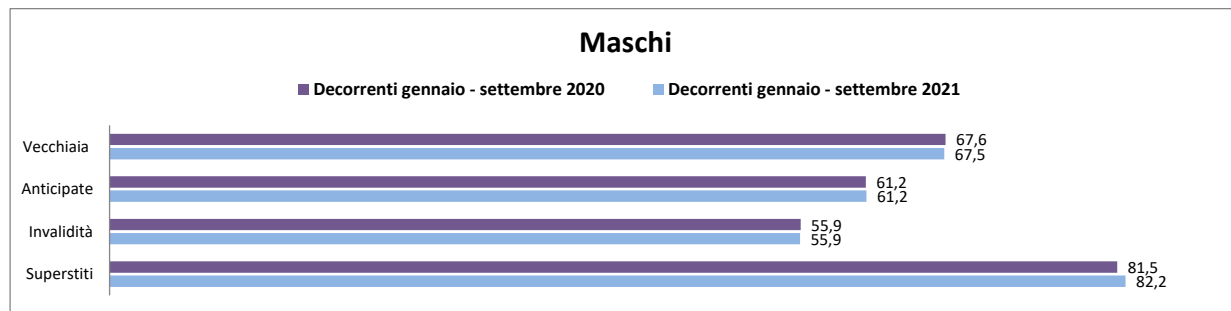 Maschi
Decorrenti gennaio - settembre 2020 Decorrenti gennaio - settembre 2021
Vecchiaia 67,6
67,5
Anticipate 61,2
61,2
Invalidità 55,9
55,9
Superstiti 81,5
82,2